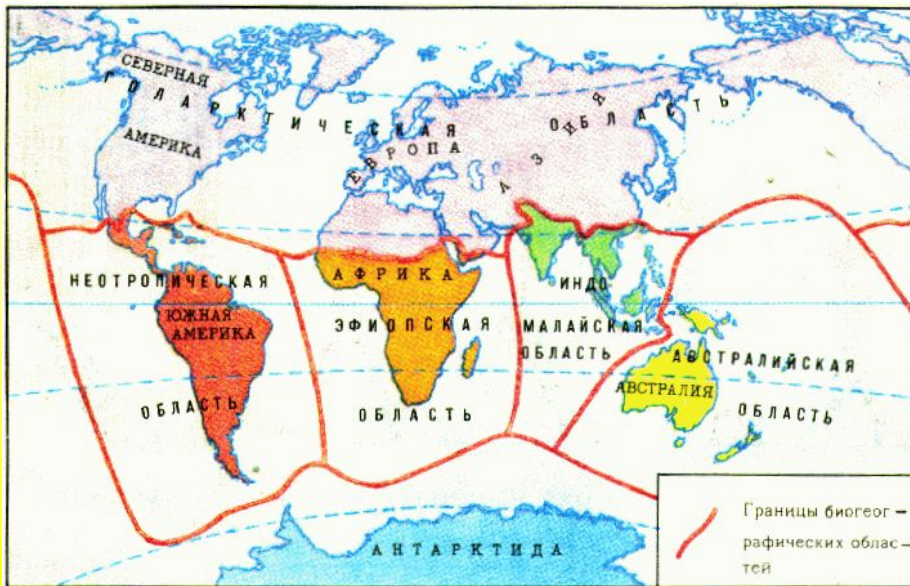 СЕВЕРНАЯ
АМЕРИКА
ГОЛАРКТИЧЕСКАЯ ОБЛАСТЬ
ЕВРОПА
АЗИЯ
НЕОТРОПИЧЕСКАЯ
ОБЛАСТЬ
ЮЖНАЯ
АМЕРИКА
АФРИКА
ЭФИОПСКАЯ
ОБЛАСТЬ
ИНДО
МАЛАЙСКАЯ
ОБЛАСТЬ
АВСТРАЛИЙСКАЯ
ОБЛАСТЬ
АВСТРАЛИЯ
АНТАРКТИДА
Границы биогеог-
рафических облас-
тей